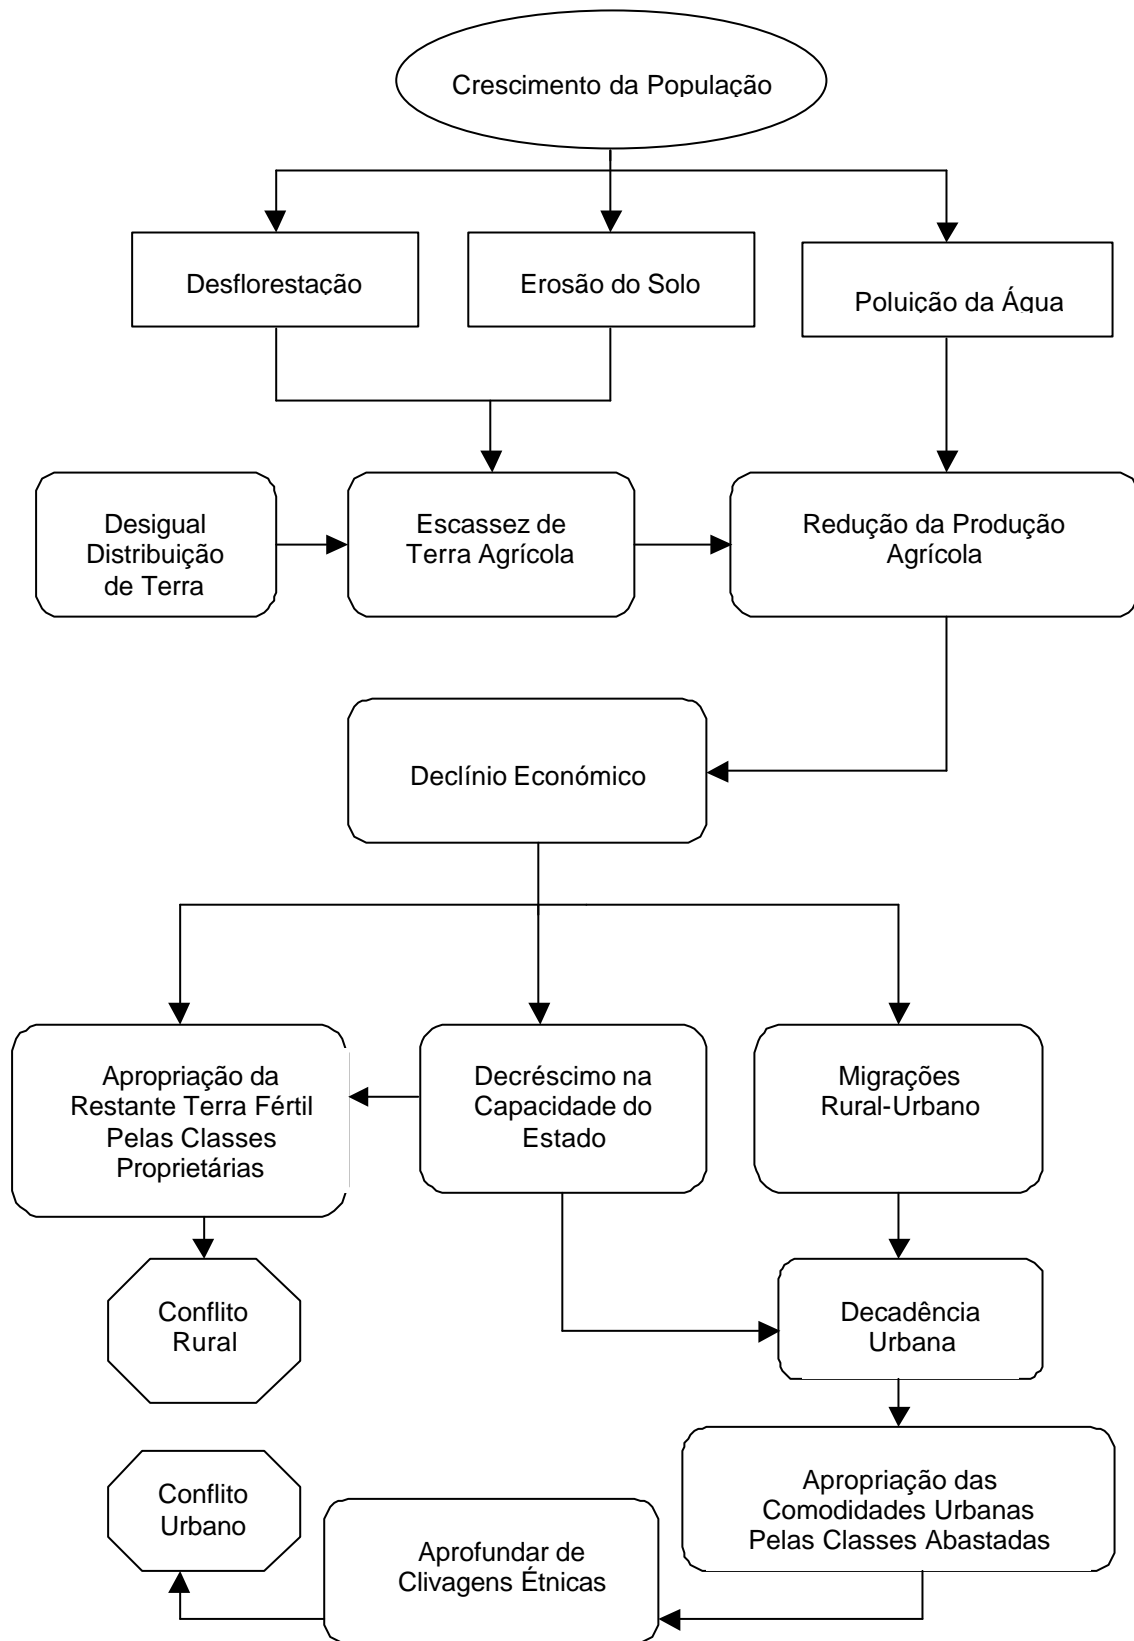 Crescimento da População
Desflorestação
Erosão do Solo
Poluição da Água
Desigual
Distribuição
de Terra
Escassez de
Terra Agrícola
Redução da Produção
Agrícola
Declínio Económico
Apropriação da
Restante Terra Fértil
Pelas Classes
Proprietárias
Decréscimo na
Capacidade do
Estado
Migrações
Rural-Urbano
Conflito
Rural
Decadência
Urbana
Conflito
Urbano
Apropriação das
Comodidades Urbanas
Pelas Classes Abastadas
Aprofundar de
Clivagens Étnicas